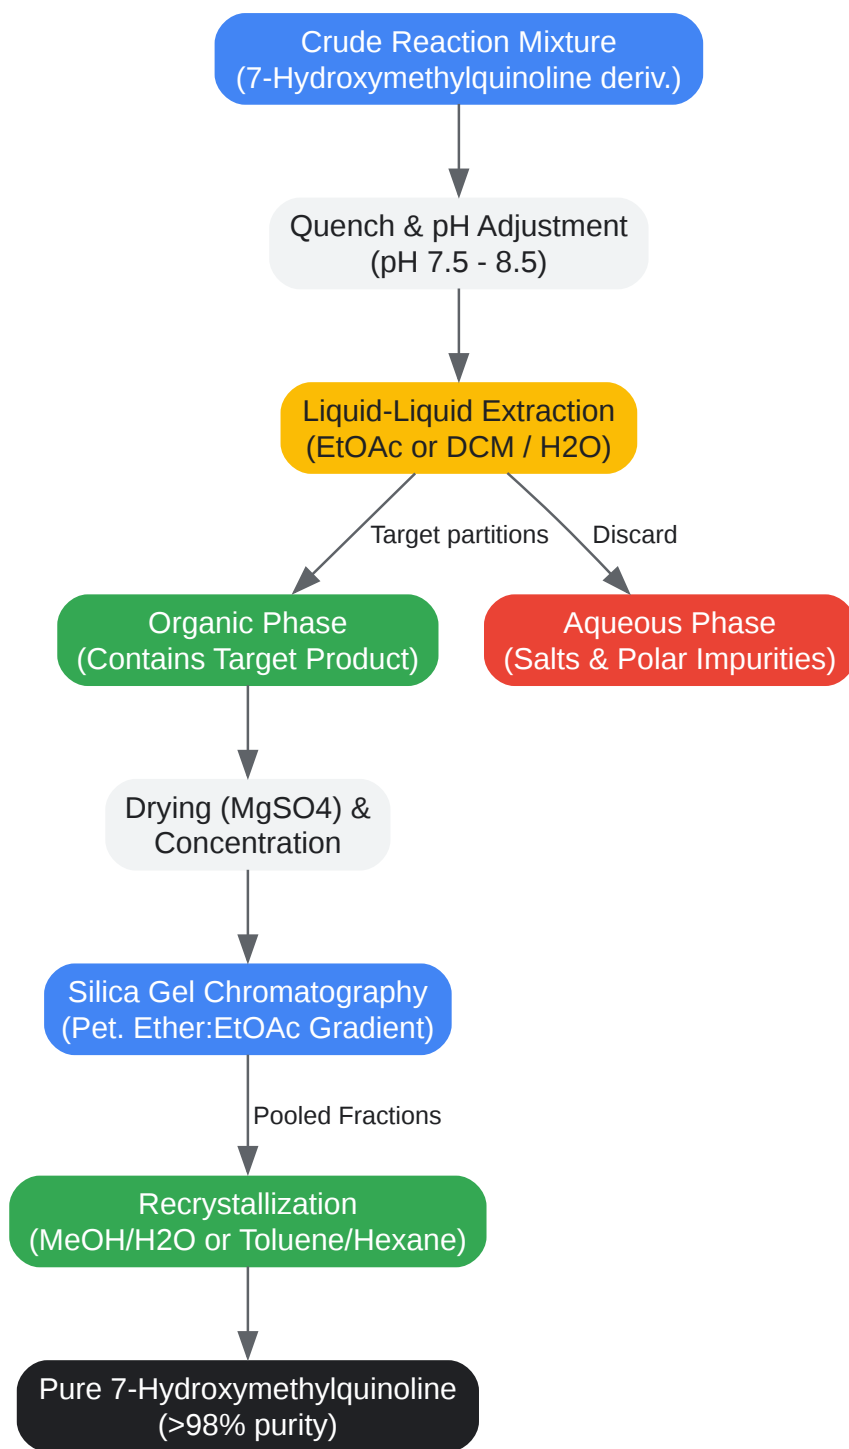 Crude Reaction Mixture
(7-Hydroxymethylquinoline deriv.)
Quench & pH Adjustment
(pH 7.5 - 8.5)
Liquid-Liquid Extraction
(EtOAc or DCM / H2O)
Target partitions
Discard
Organic Phase
(Contains Target Product)
Aqueous Phase
(Salts & Polar Impurities)
Drying (MgSO4) &
Concentration
Silica Gel Chromatography
(Pet. Ether:EtOAc Gradient)
Pooled Fractions
Recrystallization
(MeOH/H2O or Toluene/Hexane)
Pure 7-Hydroxymethylquinoline
(>98% purity)